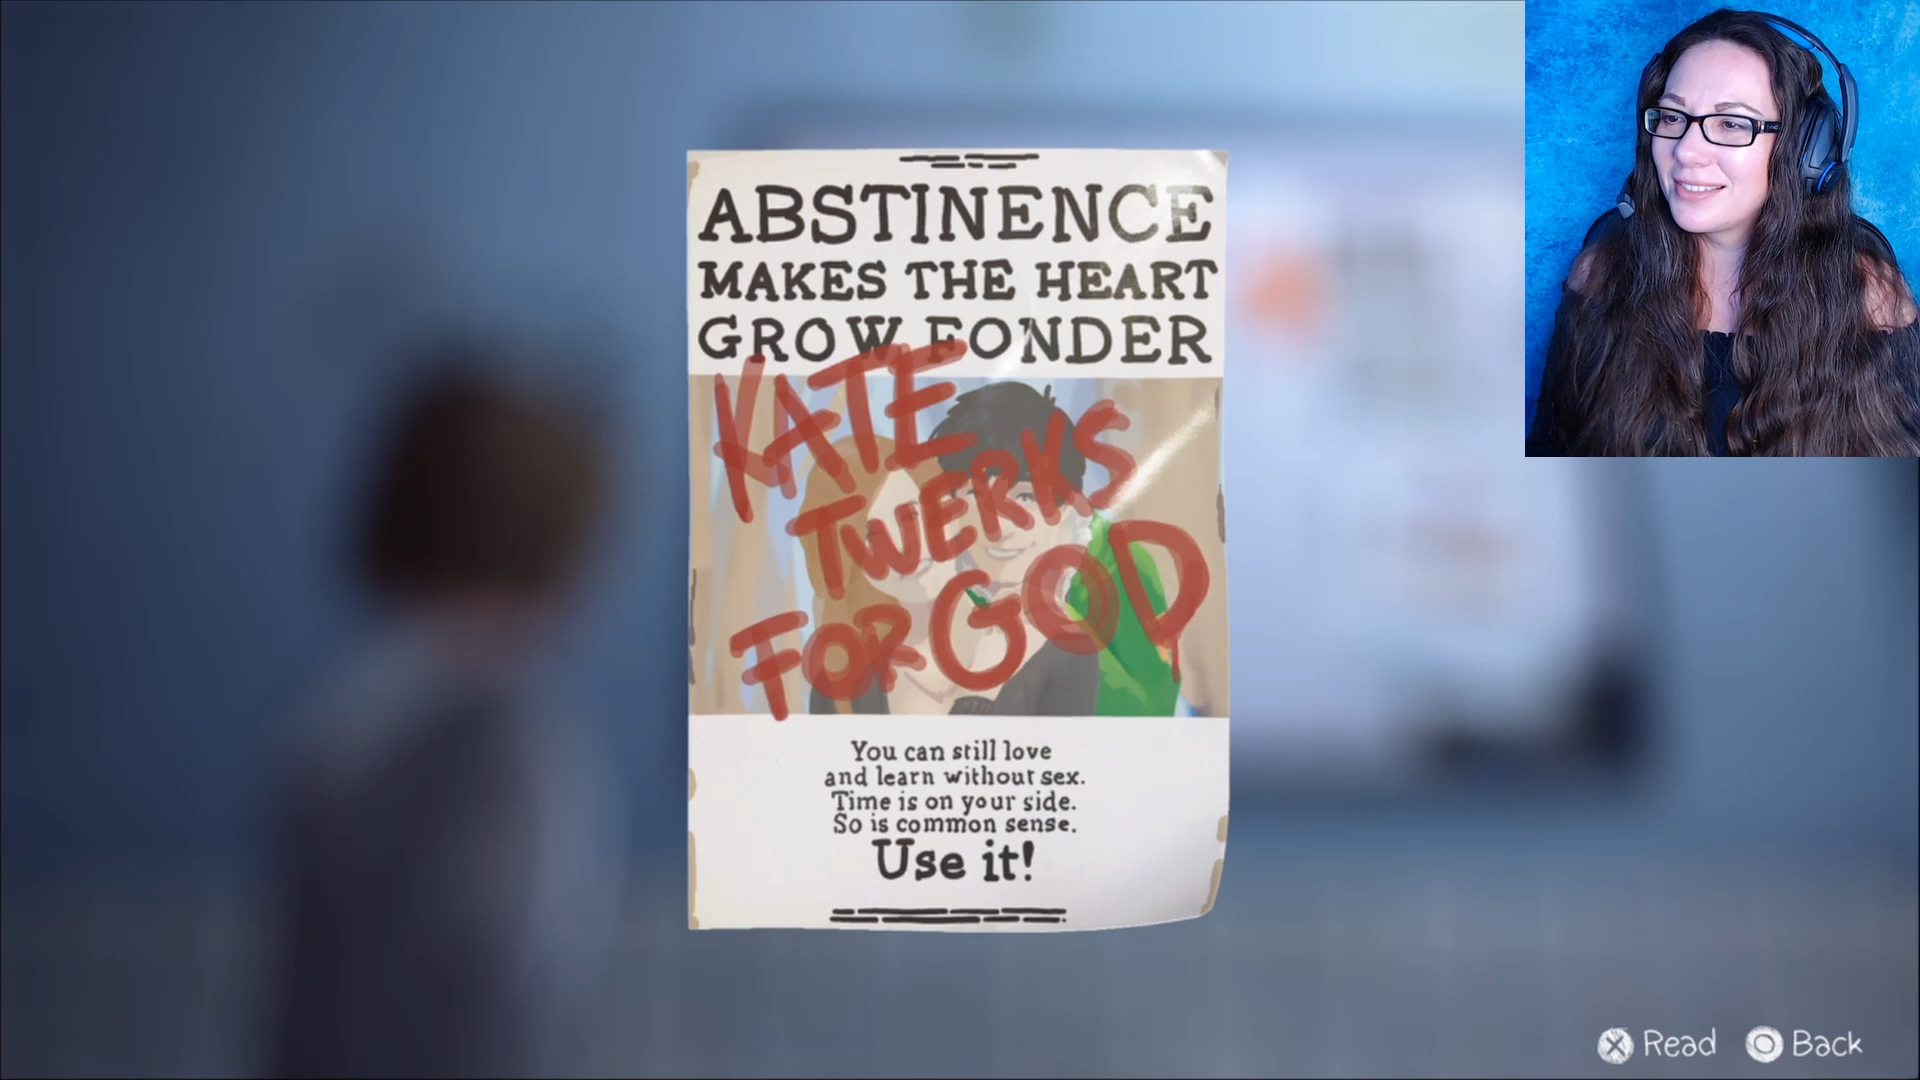 ABSTINENCE
MAKES THE HEART
GROW FONDER
KATE
TWERKS
FOR GOD
You can still love
and learn without sex.
Time is on your side.
So is common sense.
Use it!
Read Back